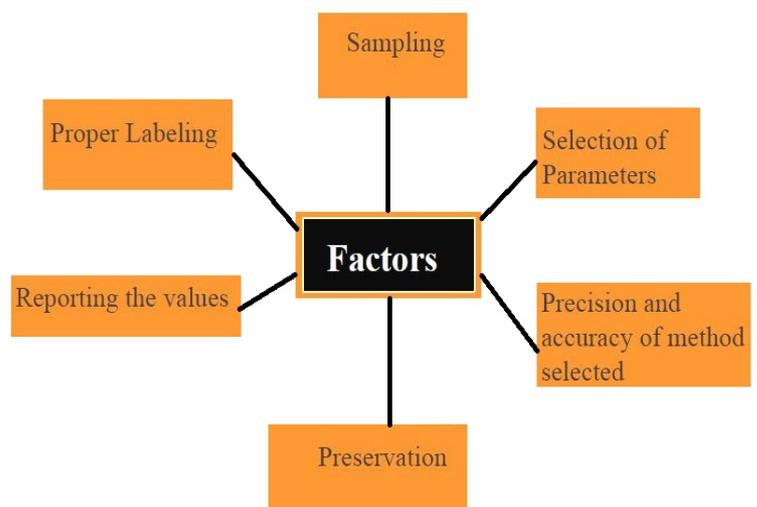 Sampling
Proper Labeling
Selection of
Parameters
Factors
Reporting the values
Precision and
accuracy of method
selected
Preservation